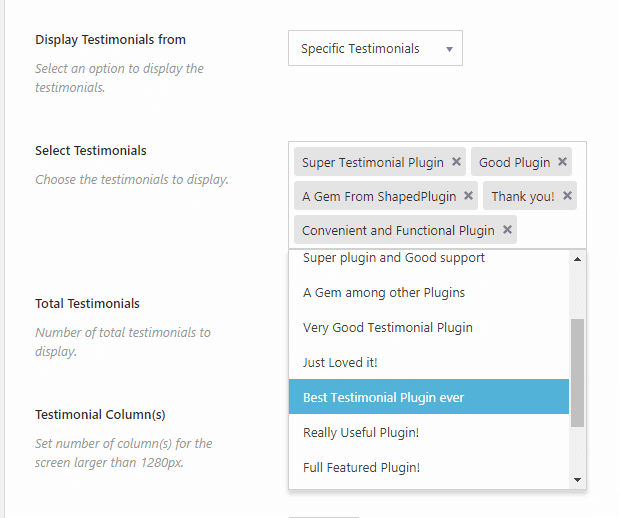 Display Testimonials from
Specific Testimonials
Select an option to display the
testimonials.
Select Testimonials
Choose the testimonials to display.
Super Testimonial Plugin × Good Plugin ×
A Gem From ShapedPlugin × Thank you! ×
Convenient and Functional Plugin ×
Super plugin and Good support
A Gem among other Plugins
Very Good Testimonial Plugin
Just Loved it!
Best Testimonial Plugin ever
Really Useful Plugin!
Full Featured Plugin!
Total Testimonials
Number of total testimonials to
display.
Testimonial Column(s)
Set number of column(s) for the
screen larger than 1280px.